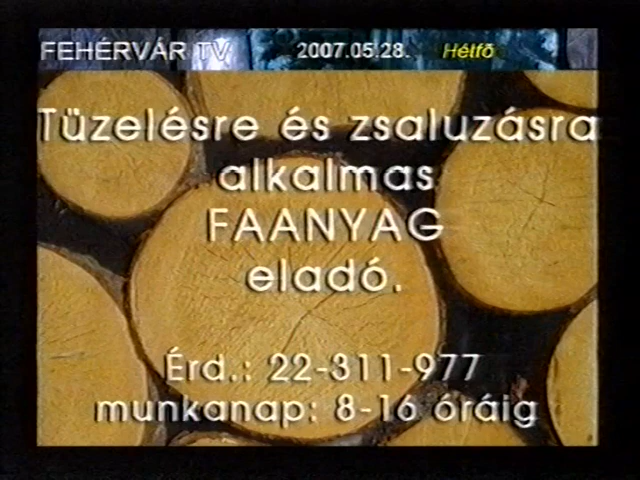 FEHÉRVÁR TV 2007.05.28. Hétfő
Tüzelésre és zsaluzásra
alkalmas
FAANYAG
eladó.
Érd.: 22-311-977
munkanap: 8-16 óráig